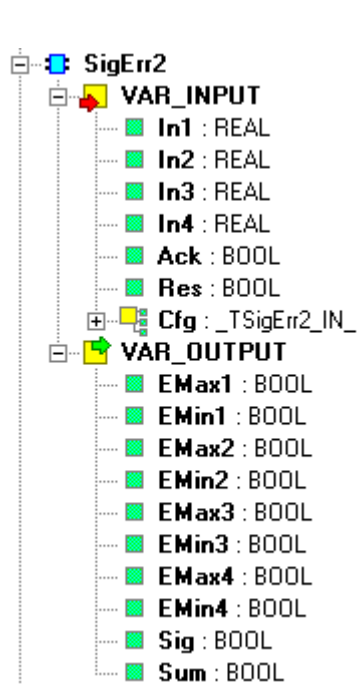 SigErr2
VAR_INPUT
In1 : REAL
In2 : REAL
In3 : REAL
In4 : REAL
Ack : BOOL
Res : BOOL
Cfg : _TSigErr2_IN_
VAR_OUTPUT
EMax1 : BOOL
EMin1 : BOOL
EMax2 : BOOL
EMin2 : BOOL
EMax3 : BOOL
EMin3 : BOOL
EMax4 : BOOL
EMin4 : BOOL
Sig : BOOL
Sum : BOOL